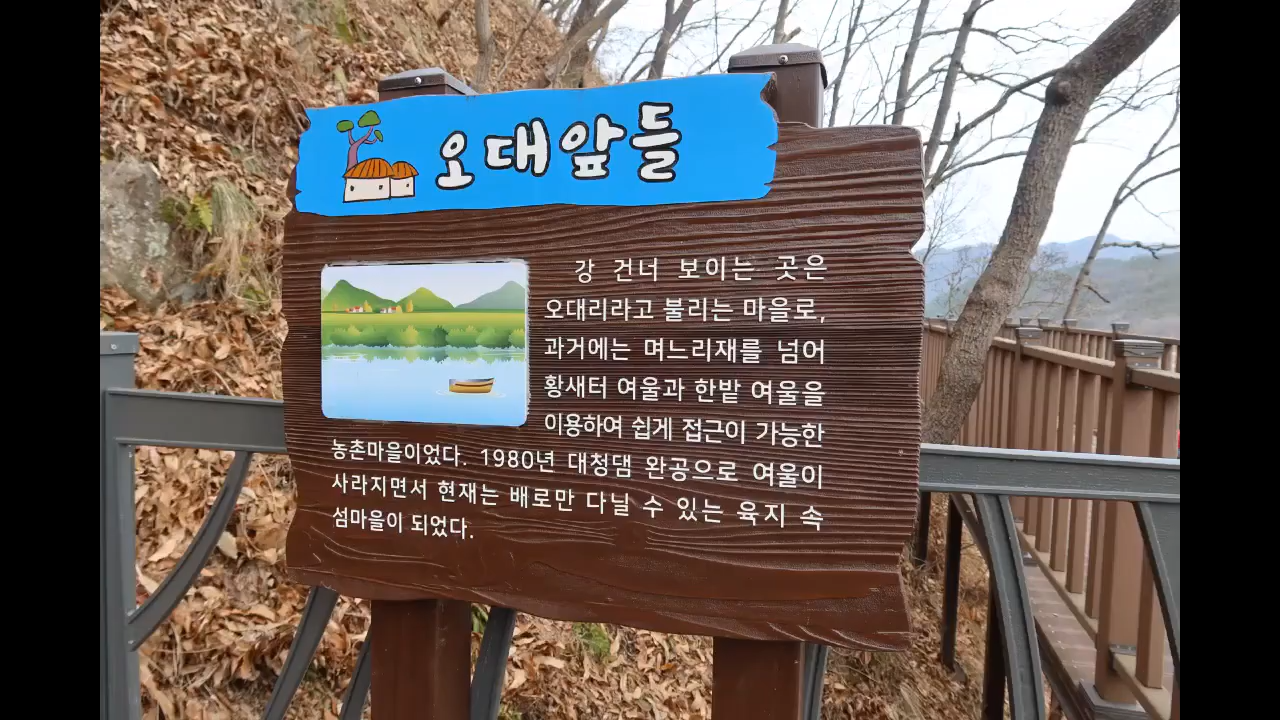 오대앞들
강 건너 보이는 곳은
오대리라고 불리는 마을로,
과거에는 며느리재를 넘어
황새터 여울과 한밭 여울을
이용하여 쉽게 접근이 가능한
농촌마을이었다. 1980년 대청댐 완공으로 여울이
사라지면서 현재는 배로만 다닐 수 있는 육지 속
섬마을이 되었다.